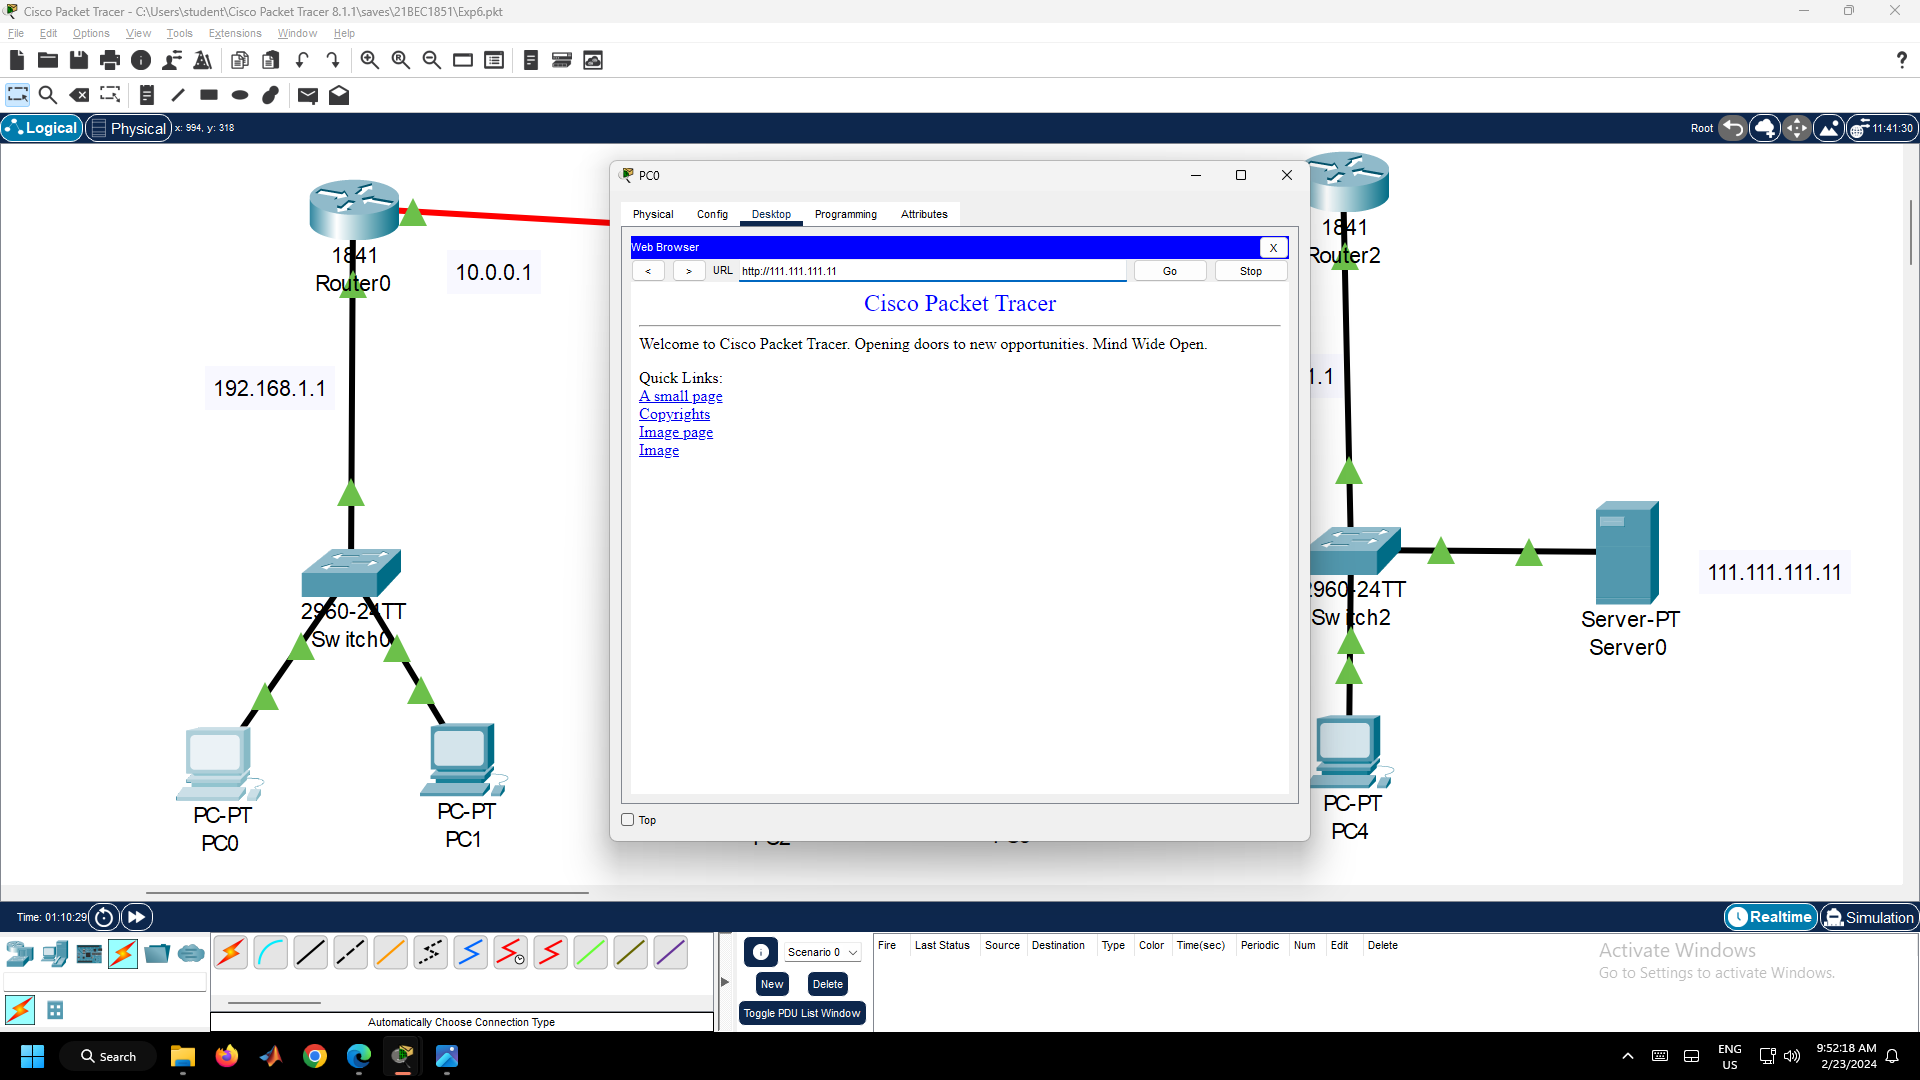 Cisco Packet Tracer - C:\Users\student\Cisco Packet Tracer 8.1.1\saves\21BEC1851\Exp6.pkt
File Edit Options View Tools Extensions Window Help
Logical Physical x: 994, y: 318
Root 11:41:30
PC0
Physical Config Desktop Programming Attributes
Web Browser
X
< > URL http://111.111.111.11 Go Stop
Cisco Packet Tracer
Welcome to Cisco Packet Tracer. Opening doors to new opportunities. Mind Wide Open.
Quick Links:
A small page
Copyrights
Image page
Image
Top
1841
Router0
10.0.0.1
192.168.1.1
2960-24TT
Switch0
PC-PT
PC0
PC-PT
PC1
1841
Router2
1.1
2960-24TT
Switch2
Server-PT
Server0
111.111.111.11
PC-PT
PC4
Time: 01:10:29
Realtime Simulation
Scenario 0
New Delete
Toggle PDU List Window
Fire Last Status Source Destination Type Color Time(sec) Periodic Num Edit Delete
Automatically Choose Connection Type
Activate Windows
Go to Settings to activate Windows.
Search
ENG
US
9:52:18 AM
2/23/2024